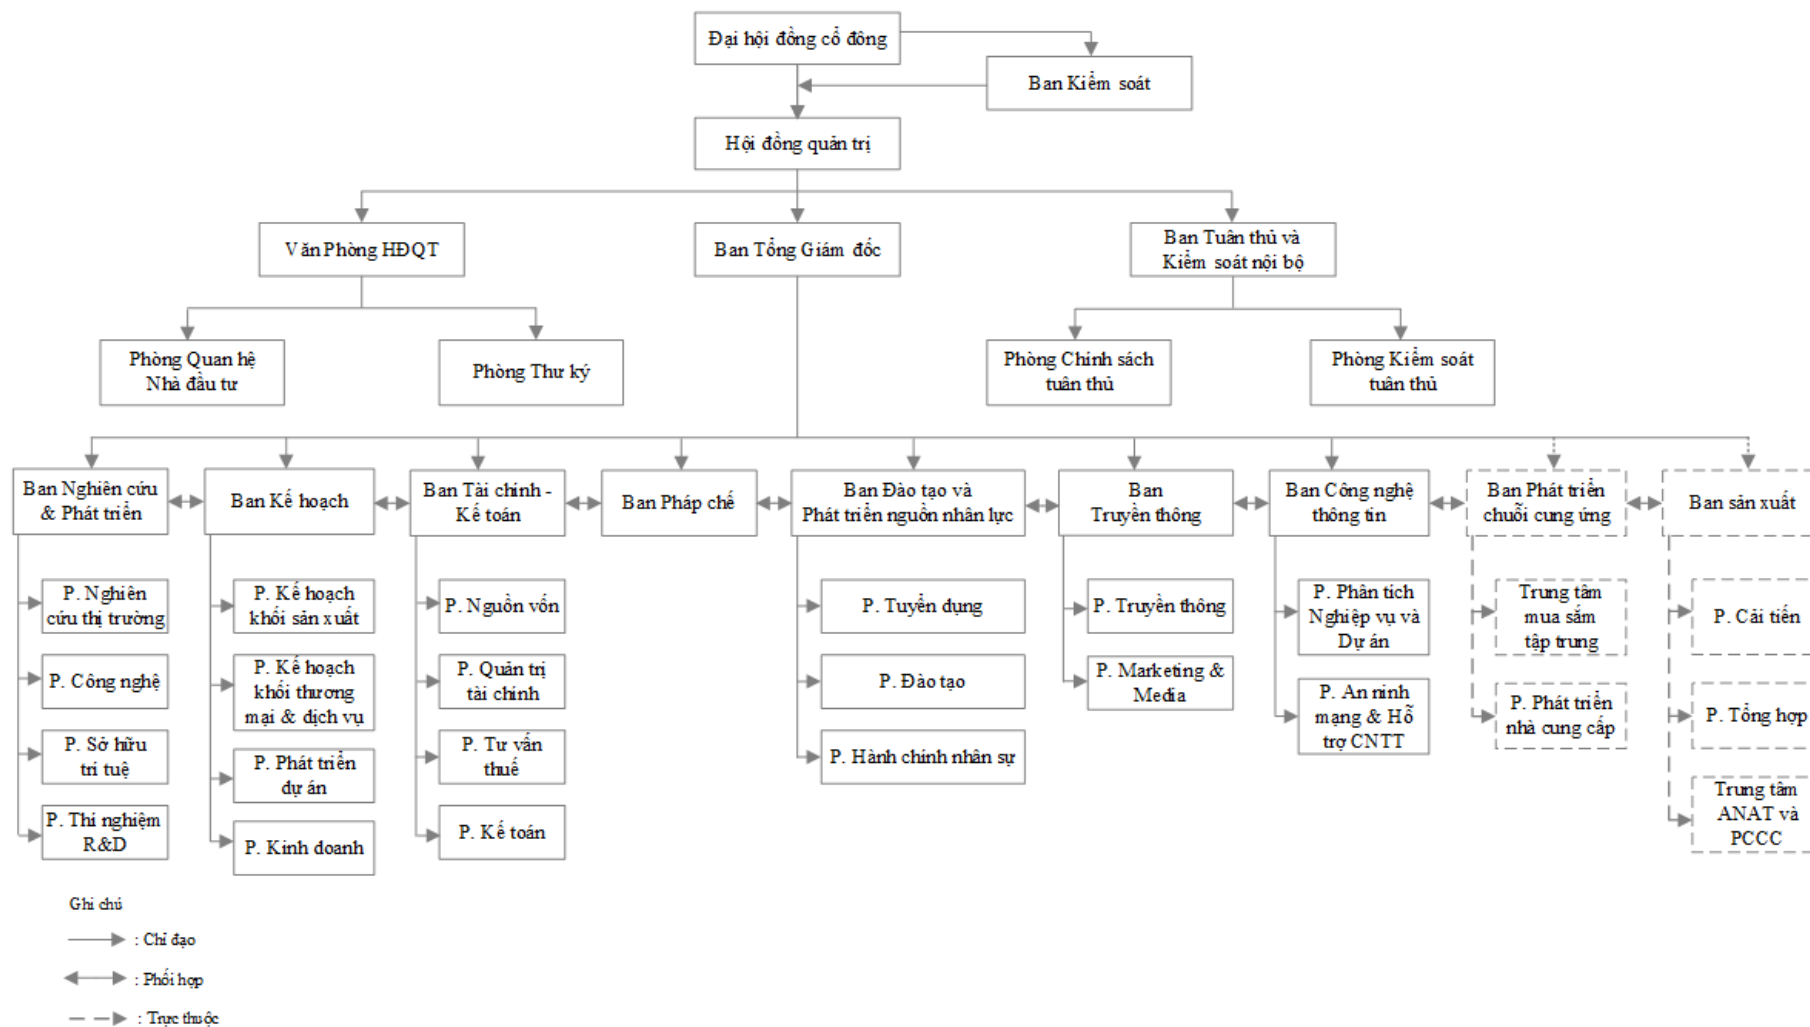 Đại hội đồng cổ đông
Ban Kiểm soát
Hội đồng quản trị
Văn Phòng HĐQT
Ban Tổng Giám đốc
Ban Tuân thủ và
Kiểm soát nội bộ
Phòng Quan hệ
Nhà đầu tư
Phòng Thư ký
Phòng Chính sách
tuân thủ
Phòng Kiểm soát
tuân thủ
Ban Nghiên cứu
& Phát triển
Ban Kế hoạch
Ban Tài chính -
Kế toán
Ban Pháp chế
Ban Đào tạo và
Phát triển nguồn nhân lực
Ban
Truyền thông
Ban Công nghệ
thông tin
Ban Phát triển
chuỗi cung ứng
Ban sản xuất
P. Nghiên
cứu thị trường
P. Công nghệ
P. Sở hữu
trí tuệ
P. Thí nghiệm
R&D
P. Kế hoạch
khối sản xuất
P. Kế hoạch
khối thương
mại & dịch vụ
P. Phát triển
dự án
P. Kinh doanh
P. Nguồn vốn
P. Quản trị
tài chính
P. Tư vấn
thuế
P. Kế toán
P. Tuyển dụng
P. Đào tạo
P. Hành chính nhân sự
P. Truyền thông
P. Marketing &
Media
P. Phân tích
Nghiệp vụ và
Dự án
P. An ninh
mạng & Hỗ
trợ CNTT
Trung tâm
mua sắm
tập trung
P. Phát triển
nhà cung cấp
P. Cải tiến
P. Tổng hợp
Trung tâm
ANAT và
PCCC
Ghi chú
: Chỉ đạo
: Phối hợp
: Trực thuộc